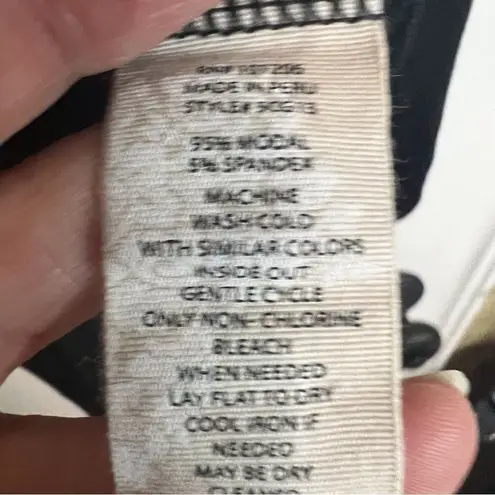 MADE IN PERU
95% MODAL
5% SPANDEX
MACHINE
WASH COLD
WITH SIMILAR COLORS
INSIDE OUT
GENTLE CYCLE
ONLY NON-CHLORINE
BLEACH
WHEN NEEDED
LAY FLAT TO DRY
COOL IRON IF
NEEDED
MAY BE DRY
CLEANED